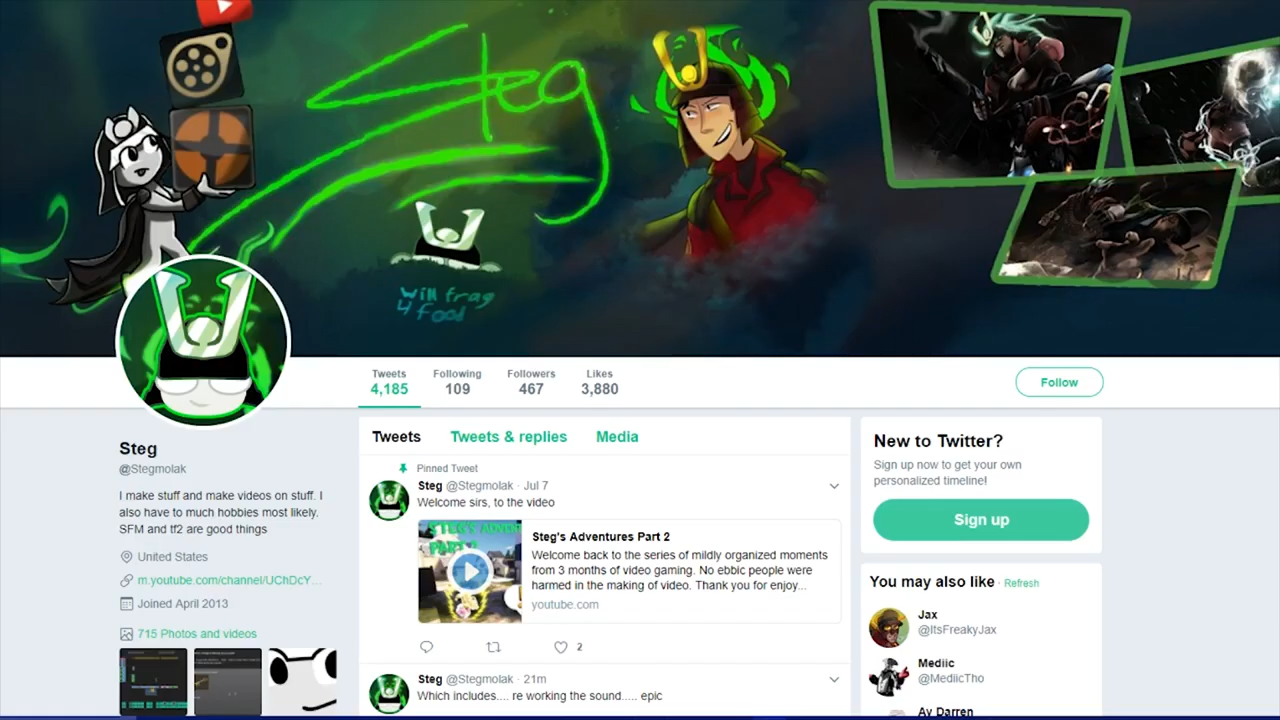 Steg
will frag
4 food
Tweets
4,185
Following
109
Followers
467
Likes
3,880
Follow
Steg
@Stegmolak
I make stuff and make videos on stuff. I
also have to much hobbies most likely.
SFM and tf2 are good things
United States
m.youtube.com/channel/UChDcY…
Joined April 2013
715 Photos and videos
Tweets
Tweets & replies
Media
Pinned Tweet
Steg @Stegmolak · Jul 7
Welcome sirs, to the video
STEG'S ADVEN
PART
Steg's Adventures Part 2
Welcome back to the series of mildly organized moments
from 3 months of video gaming. No ebbic people were
harmed in the making of video. Thank you for enjoy...
youtube.com
2
Steg @Stegmolak · 21m
Which includes.... re working the sound..... epic
New to Twitter?
Sign up now to get your own
personalized timeline!
Sign up
You may also like · Refresh
Jax
@ItsFreakyJax
Mediic
@MediicTho
Ay Darren